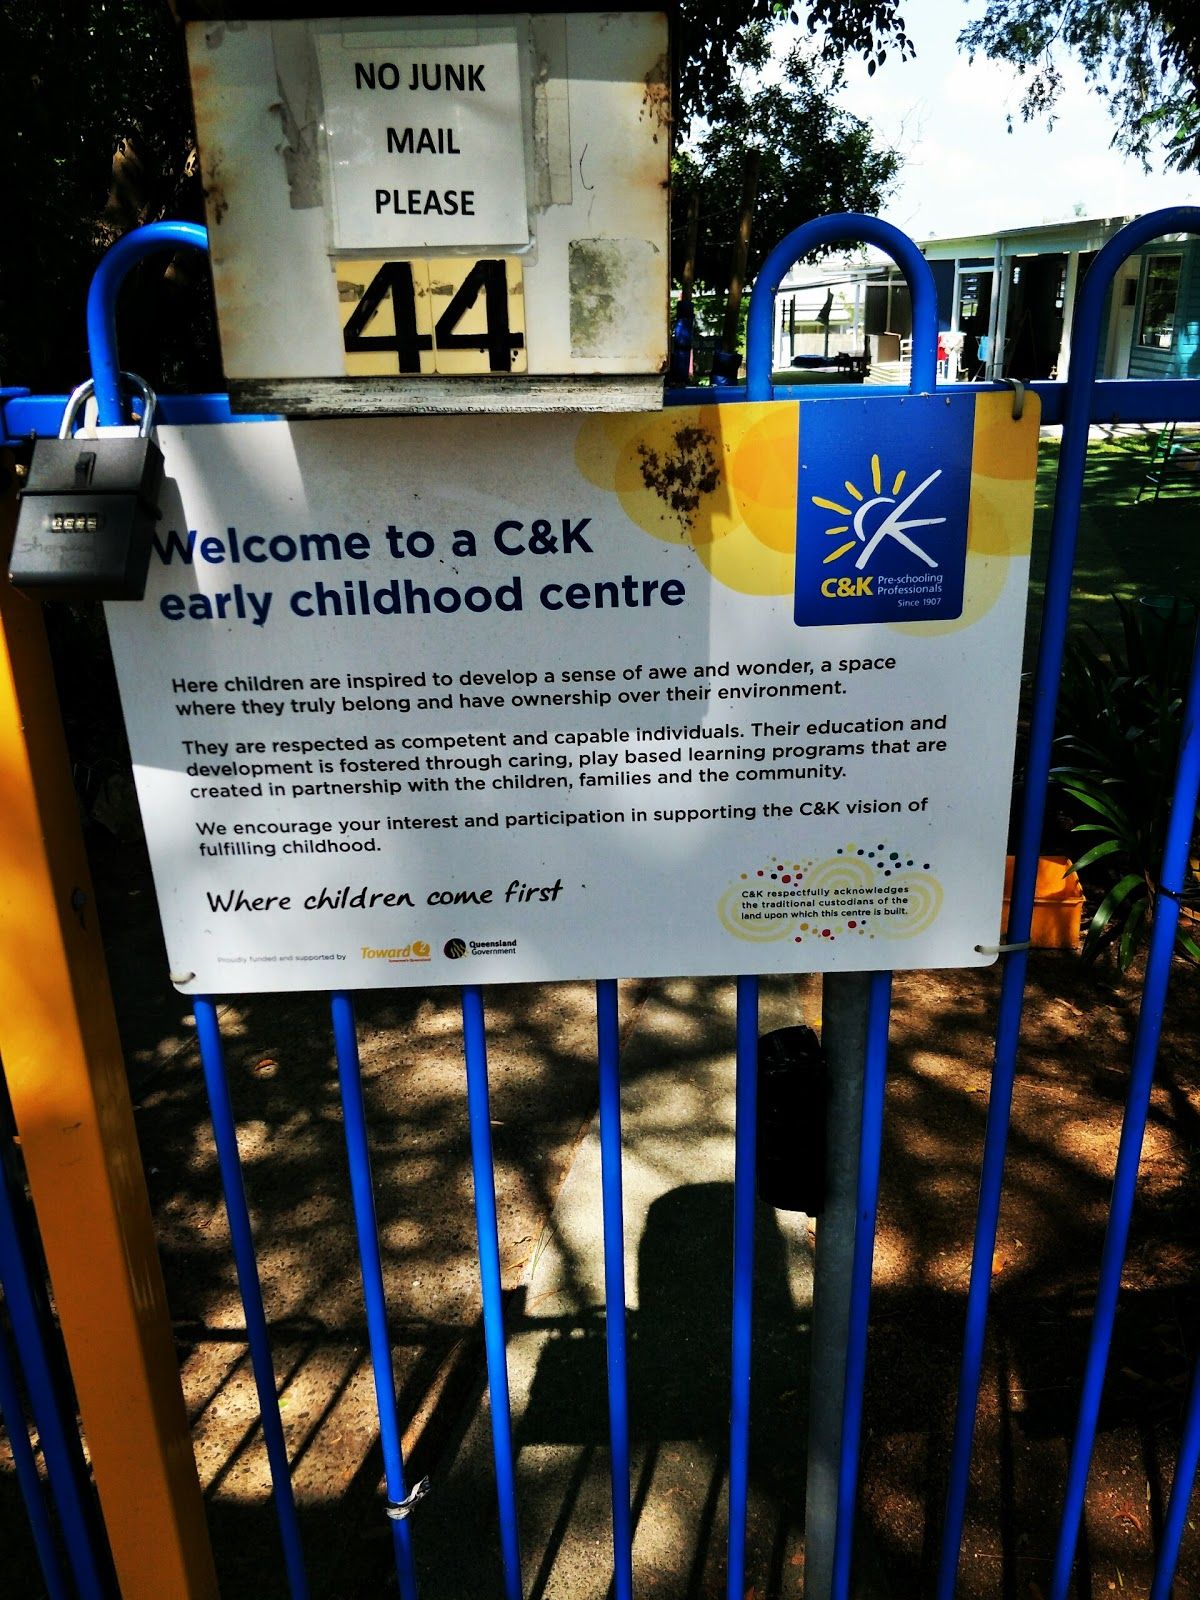 NO JUNK
MAIL
PLEASE
44
Welcome to a C&K
early childhood centre
C&K Pre-schooling
Professionals
Since 1907
Here children are inspired to develop a sense of awe and wonder, a space
where they truly belong and have ownership over their environment.
They are respected as competent and capable individuals. Their education and
development is fostered through caring, play based learning programs that are
created in partnership with the children, families and the community.
We encourage your interest and participation in supporting the C&K vision of
fulfilling childhood.
Where children come first
C&K respectfully acknowledges
the traditional custodians of the
land upon which this centre is built.
Proudly funded and supported by
Toward Q2
Queensland
Government